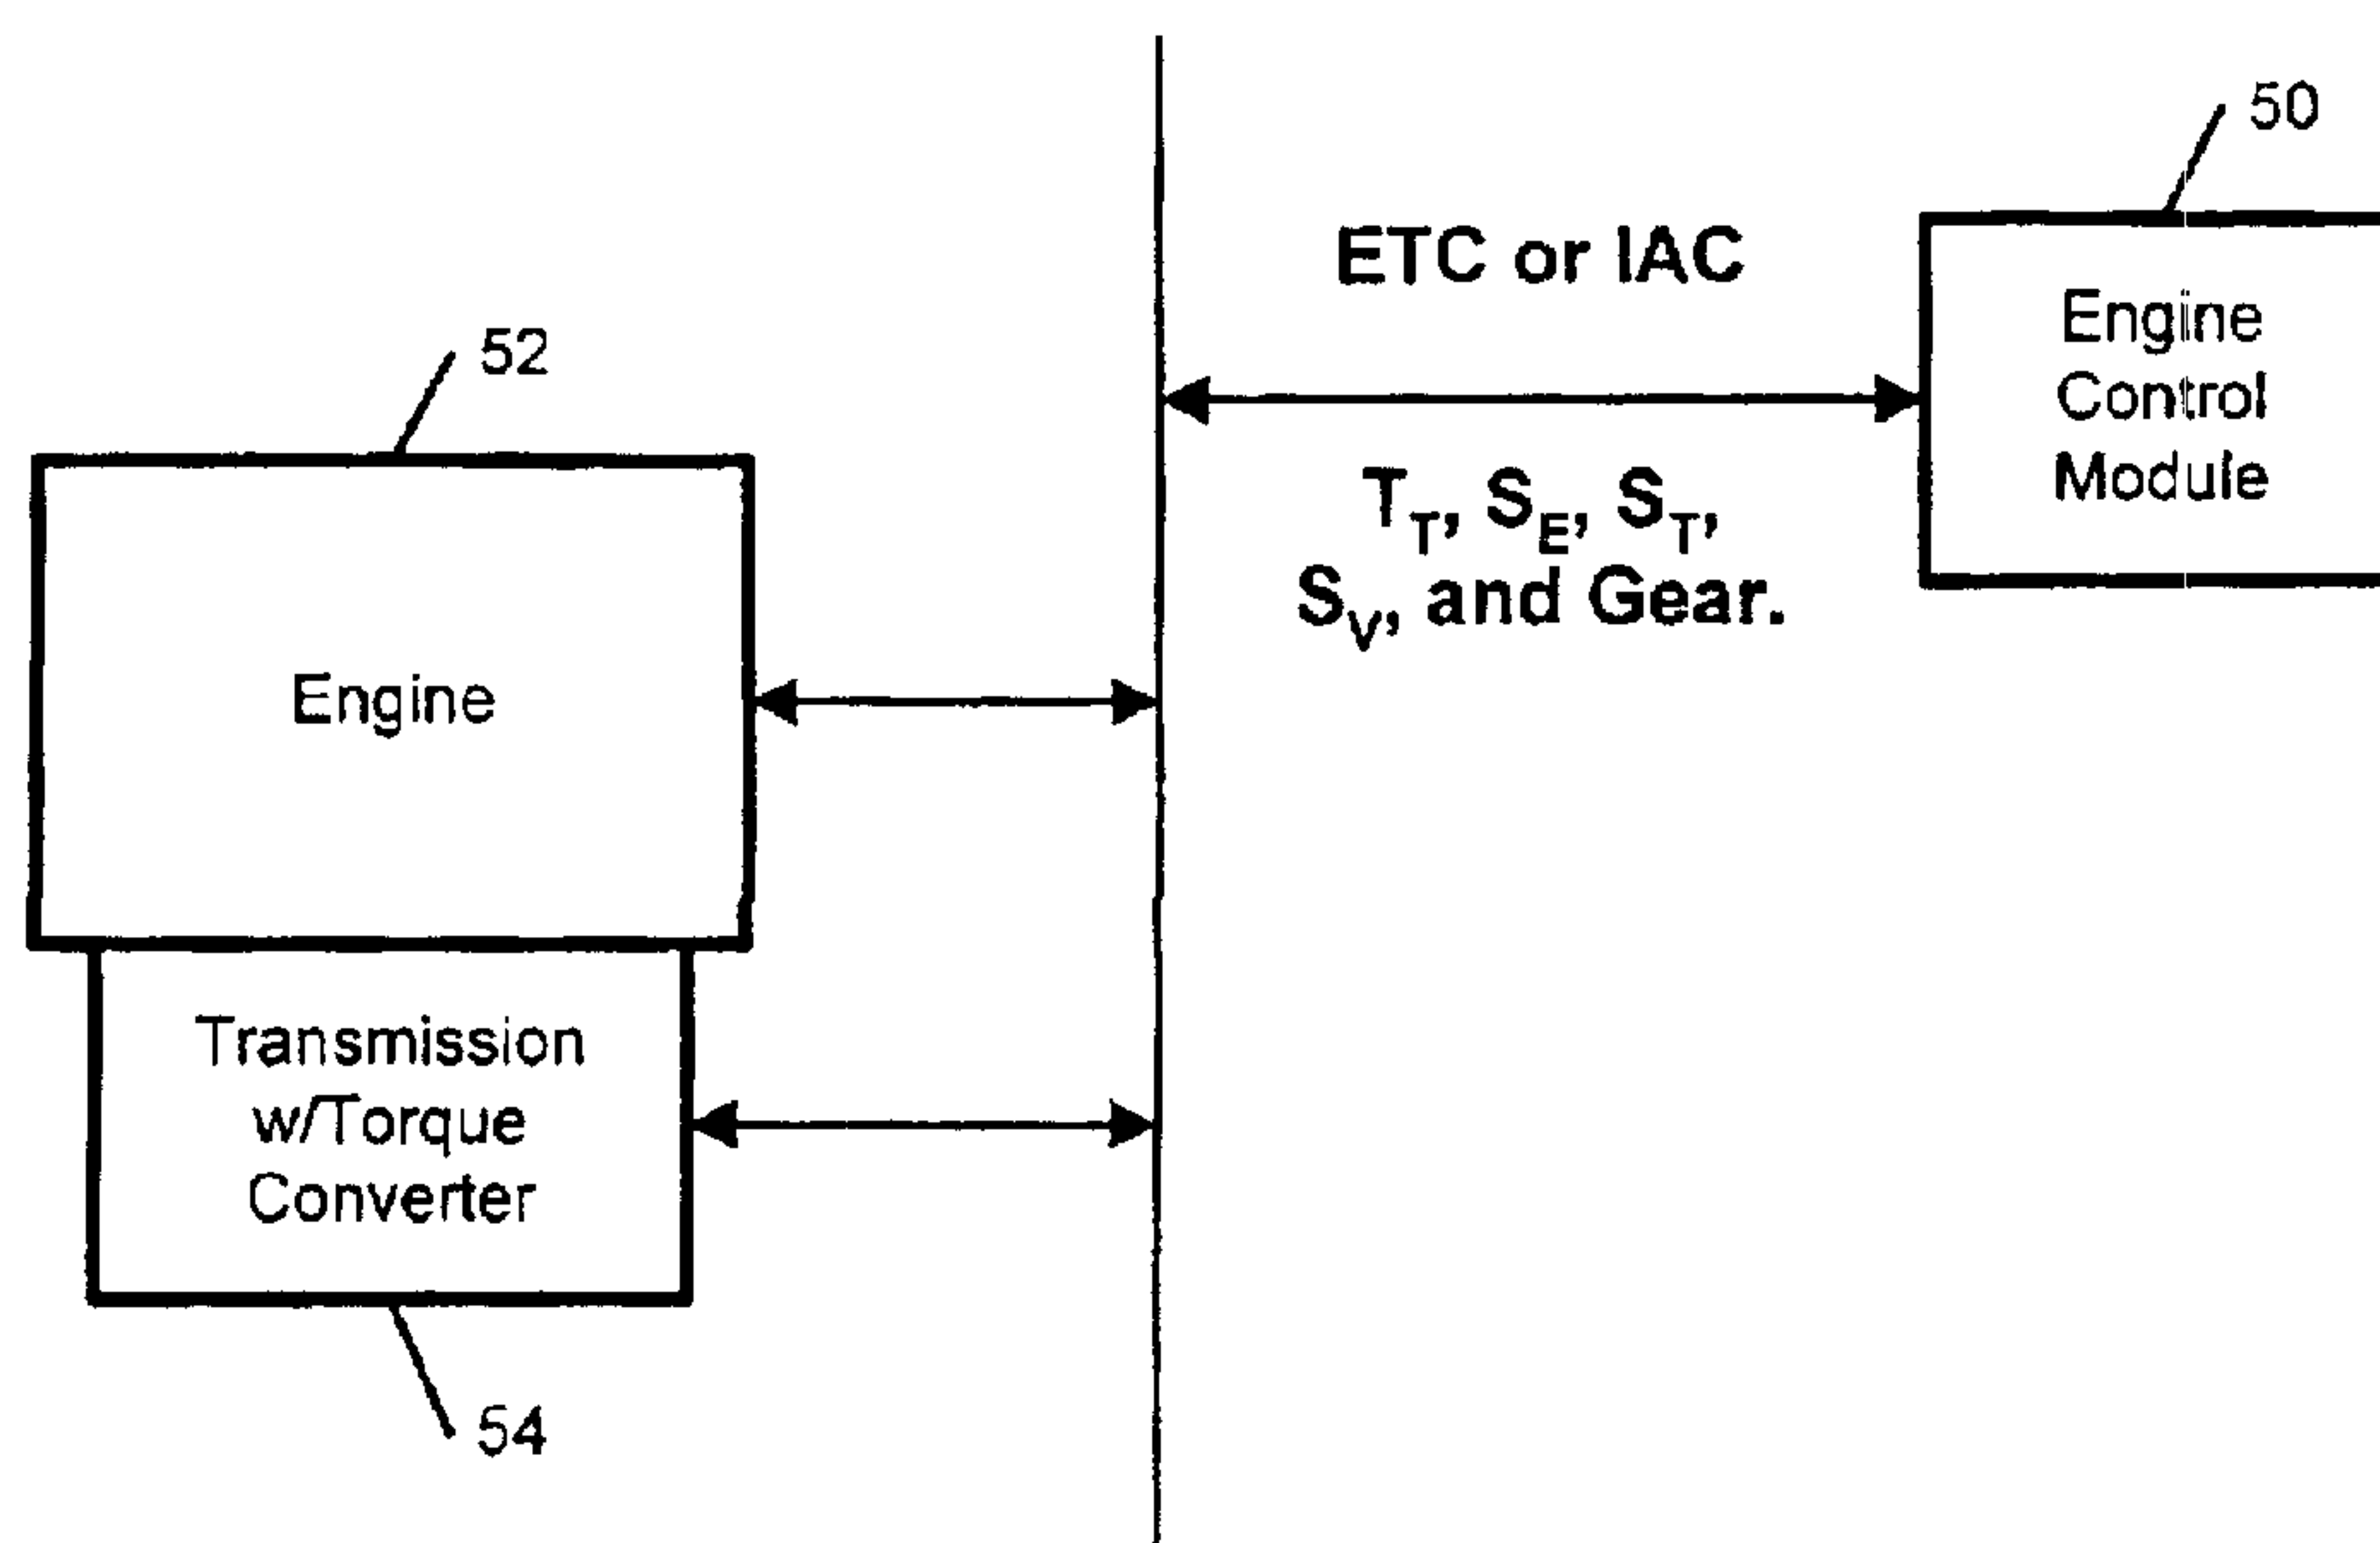 50
ETC or IAC
Engine
Control
Module
52
T_T, S_E, S_T,
S_V, and Gear.
Engine
Transmission
w/Torque
Converter
54